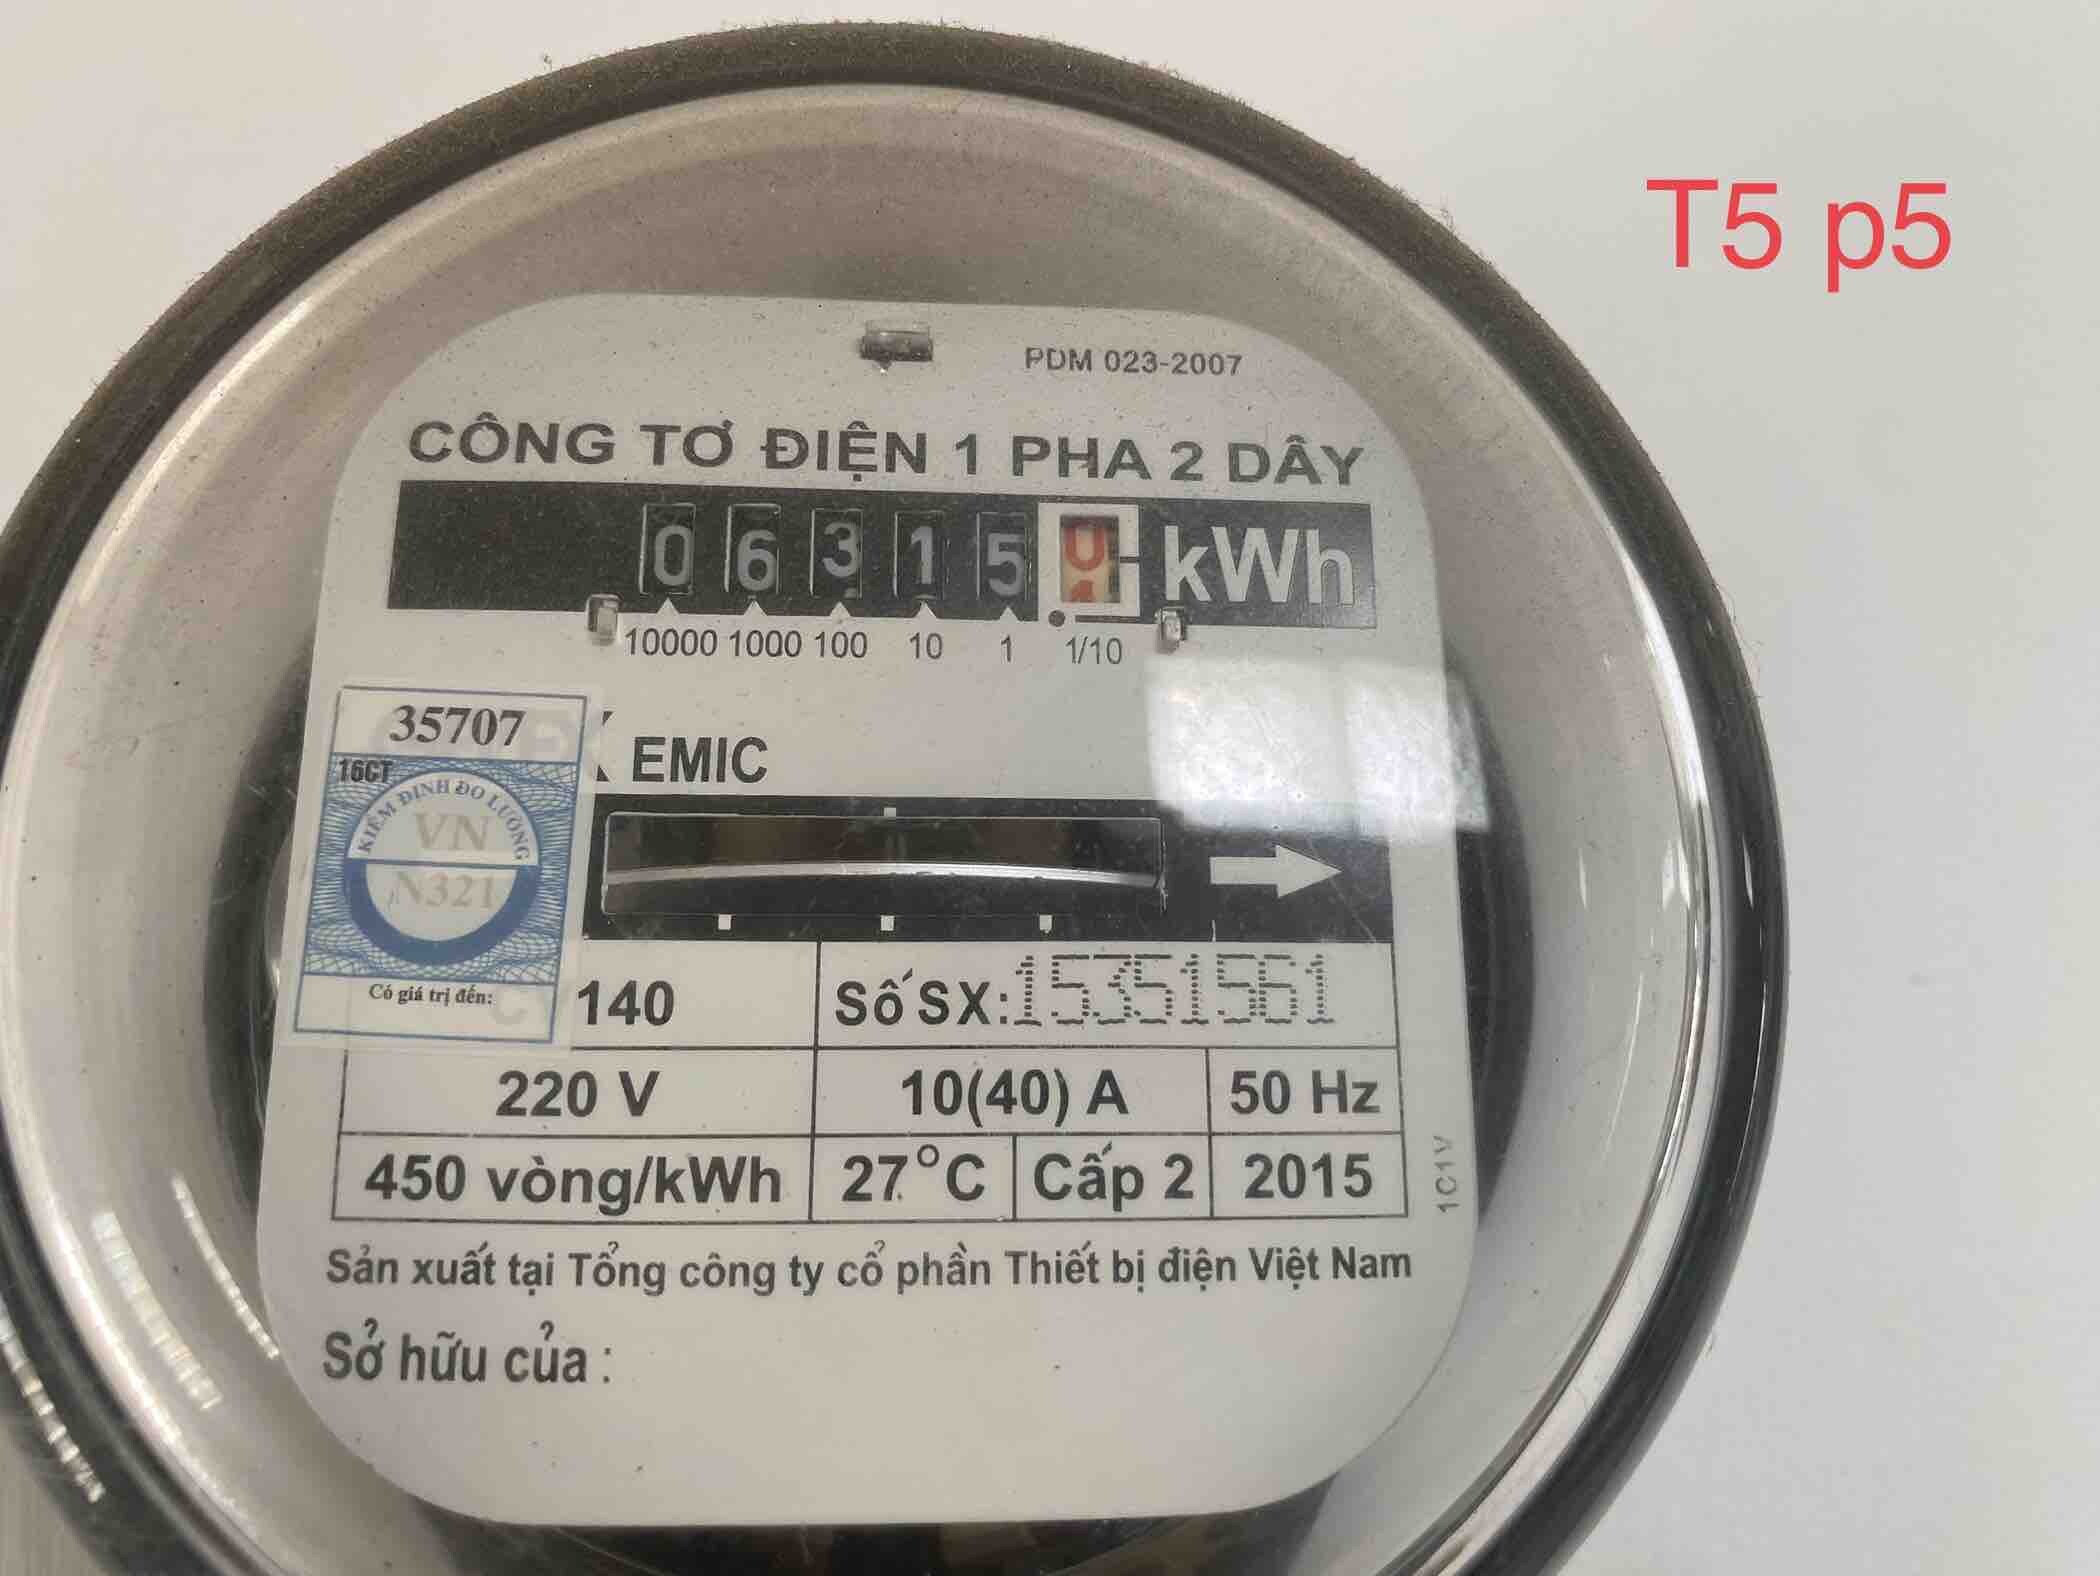 T5 p5
PDM 023-2007
CÔNG TƠ ĐIỆN 1 PHA 2 DÂY
0 6 3 1 5 0 kWh
10000 1000 100 10 1 1/10
35707
EMIC
16CT
KIỂM ĐỊNH ĐO LƯỜNG
VN
N321
Có giá trị đến:
140
Số SX: 15351561
220 V
10(40) A
50 Hz
450 vòng/kWh
27°C
Cấp 2
2015
1C1V
Sản xuất tại Tổng công ty cổ phần Thiết bị điện Việt Nam
Sở hữu của :